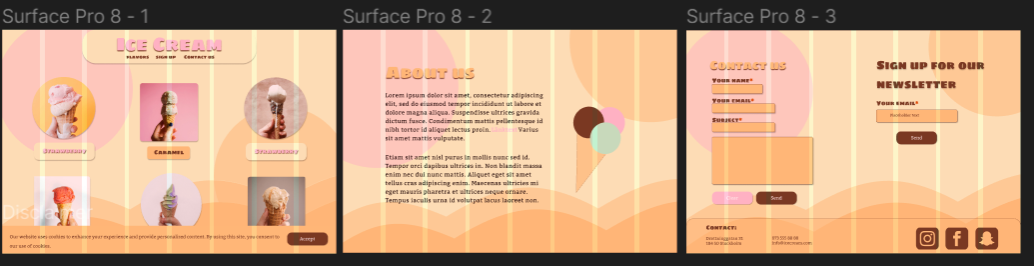 Surface Pro 8 - 1
Surface Pro 8 - 2
Surface Pro 8 - 3
Ice Cream
flavors sign up Contact us
Strawberry
Caramel
Strawberry
Disclaimer
Our website uses cookies to enhance your experience and provide personalized content. By using this site, you consent to
our use of cookies.
Accept
About us
Lorem ipsum dolor sit amet, consectetur adipiscing
elit, sed do eiusmod tempor incididunt ut labore et
dolore magna aliqua. Suspendisse ultrices gravida
dictum fusce. Condimentum mattis pellentesque id
nibh tortor id aliquet lectus proin. Varius
sit amet mattis vulputate.
Etiam sit amet nisl purus in mollis nunc sed id.
Tempor orci dapibus ultrices in. Non blandit massa
enim nec dui nunc mattis. Aliquet eget sit amet
tellus cras adipiscing enim. Maecenas ultricies mi
eget mauris pharetra et ultrices neque ornare.
Tempus iaculis urna id volutpat lacus laoreet non.
Contact us
Your name*
Your email*
Subject*
Send
Sign up for our
newsletter
Your email*
Placeholder text
Send
Contact: